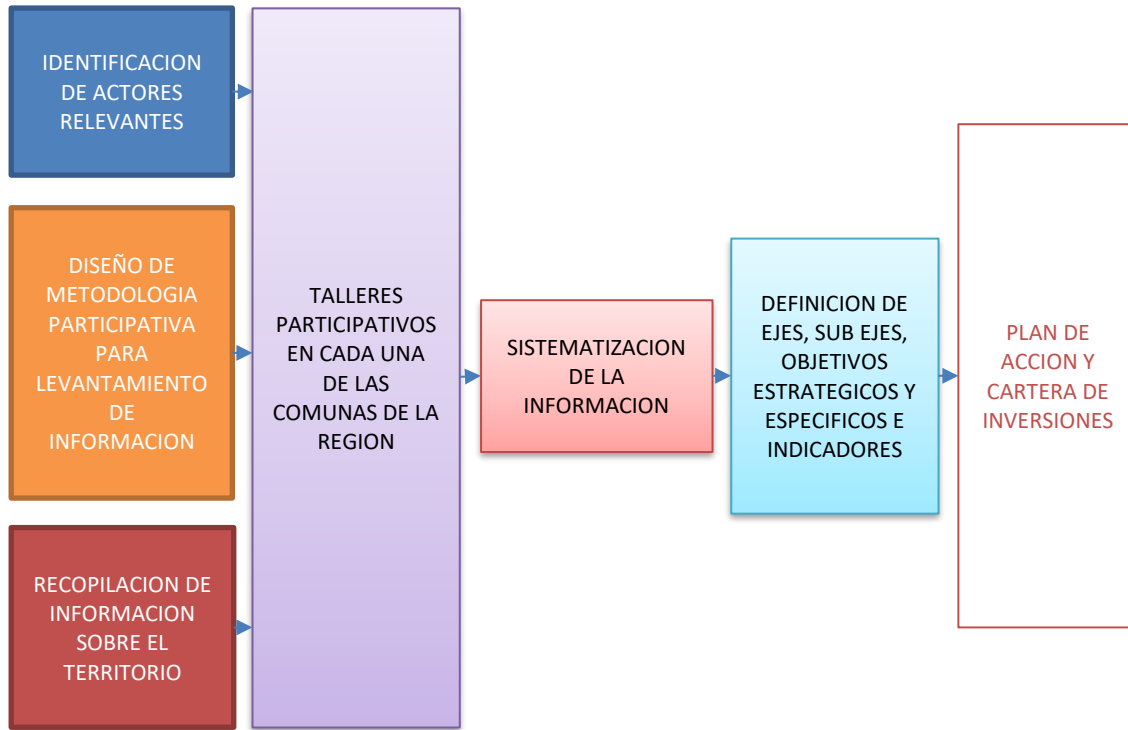 IDENTIFICACION
DE ACTORES
RELEVANTES
DISEÑO DE
METODOLOGIA
PARTICIPATIVA
PARA
LEVANTAMIENTO
DE
INFORMACION
RECOPILACION DE
INFORMACION
SOBRE EL
TERRITORIO
TALLERES
PARTICIPATIVOS
EN CADA UNA
DE LAS
COMUNAS DE LA
REGION
SISTEMATIZACION
DE LA
INFORMACION
DEFINICION DE
EJES, SUB EJES,
OBJETIVOS
ESTRATEGICOS Y
ESPECIFICOS E
INDICADORES
PLAN DE
ACCION Y
CARTERA DE
INVERSIONES